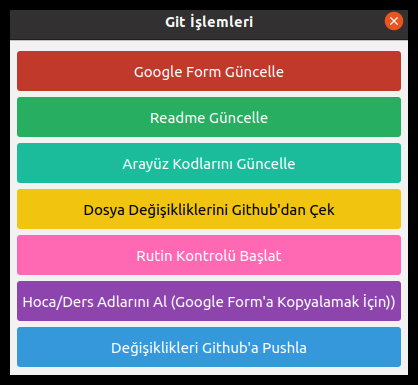 Git İşlemleri
Google Form Güncelle
Readme Güncelle
Arayüz Kodlarını Güncelle
Dosya Değişikliklerini Github'dan Çek
Rutin Kontrolü Başlat
Hoca/Ders Adlarını Al (Google Form'a Kopyalamak İçin))
Değişiklikleri Github'a Pushla